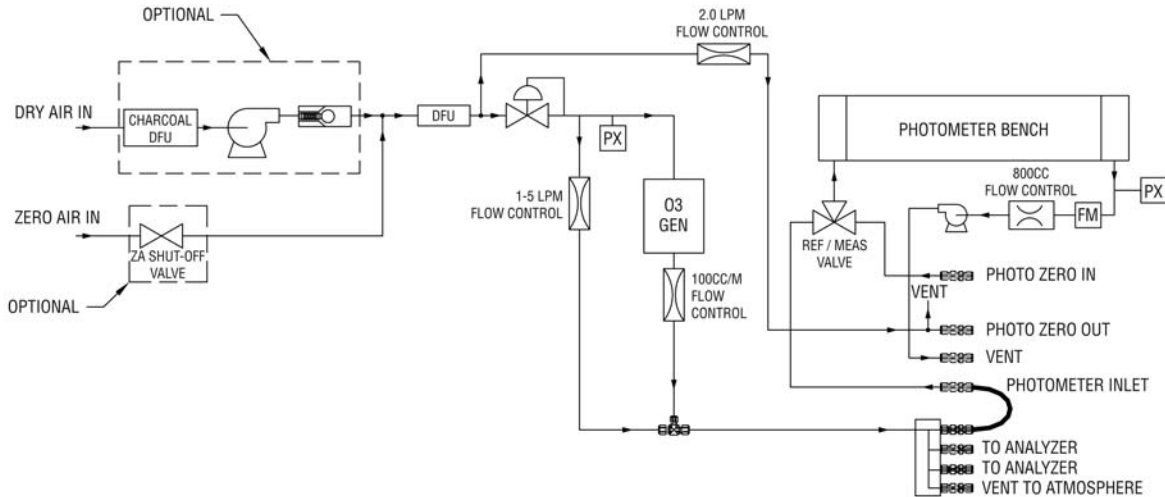 OPTIONAL
2.0 LPM
FLOW CONTROL
DRY AIR IN
CHARCOAL
DFU
DFU
PX
PHOTOMETER BENCH
800CC
FLOW CONTROL
PX
FM
1-5 LPM
FLOW CONTROL
O3
GEN
REF / MEAS
VALVE
ZERO AIR IN
ZA SHUT-OFF
VALVE
OPTIONAL
100CC/M
FLOW
CONTROL
PHOTO ZERO IN
VENT
PHOTO ZERO OUT
VENT
PHOTOMETER INLET
TO ANALYZER
TO ANALYZER
VENT TO ATMOSPHERE